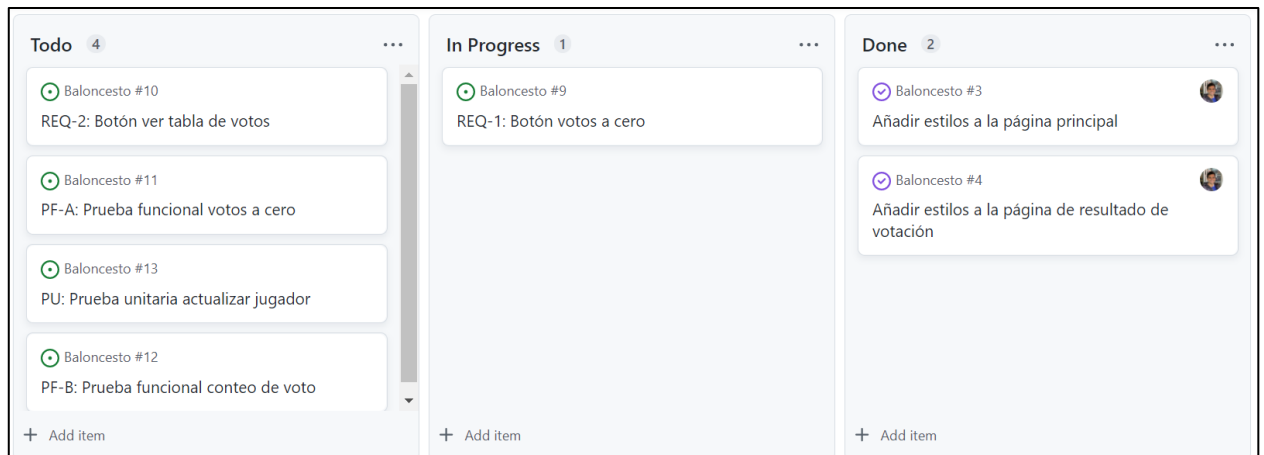 Todo 4
Baloncesto #10
REQ-2: Botón ver tabla de votos
Baloncesto #11
PF-A: Prueba funcional votos a cero
Baloncesto #13
PU: Prueba unitaria actualizar jugador
Baloncesto #12
PF-B: Prueba funcional conteo de voto
+ Add item
In Progress 1
Baloncesto #9
REQ-1: Botón votos a cero
+ Add item
Done 2
Baloncesto #3
Añadir estilos a la página principal
Baloncesto #4
Añadir estilos a la página de resultado de
votación
+ Add item